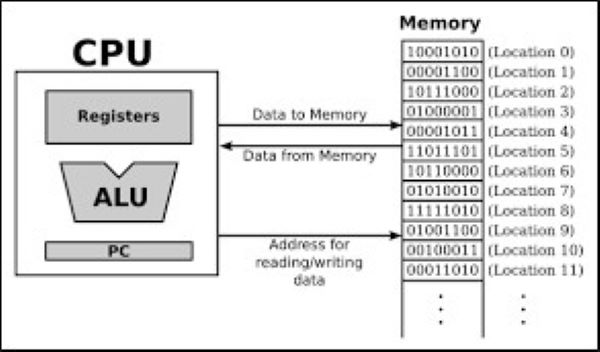 Memory
CPU
10001010 (Location 0)
00001100 (Location 1)
10111000 (Location 2)
01000001 (Location 3)
00001011 (Location 4)
11011101 (Location 5)
10110000 (Location 6)
01010010 (Location 7)
11111010 (Location 8)
01001100 (Location 9)
00100011 (Location 10)
00011010 (Location 11)
Registers
ALU
PC
Data to Memory
Data from Memory
Address for
reading/writing
data